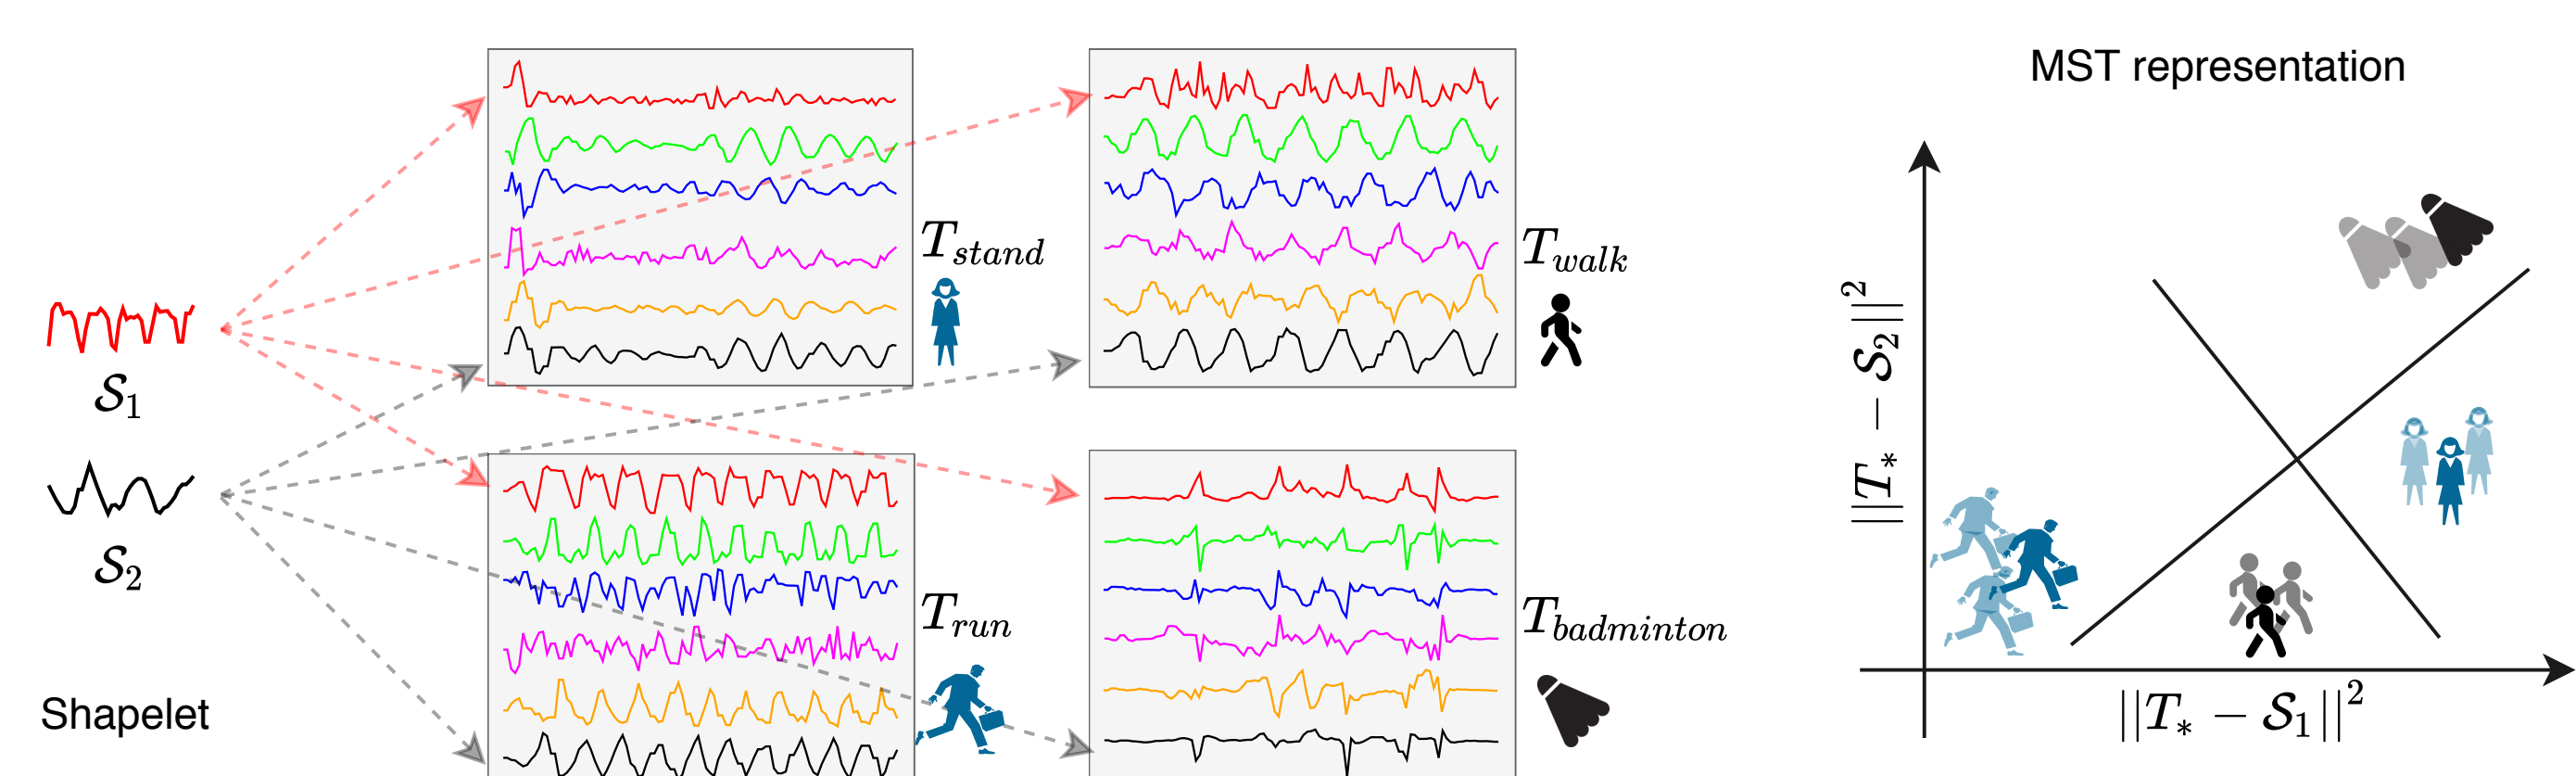 MST representation
T_stand
T_walk
S_1
S_2
T_run
T_badminton
Shapelet
||T_* − S_2||^2
||T_* − S_1||^2